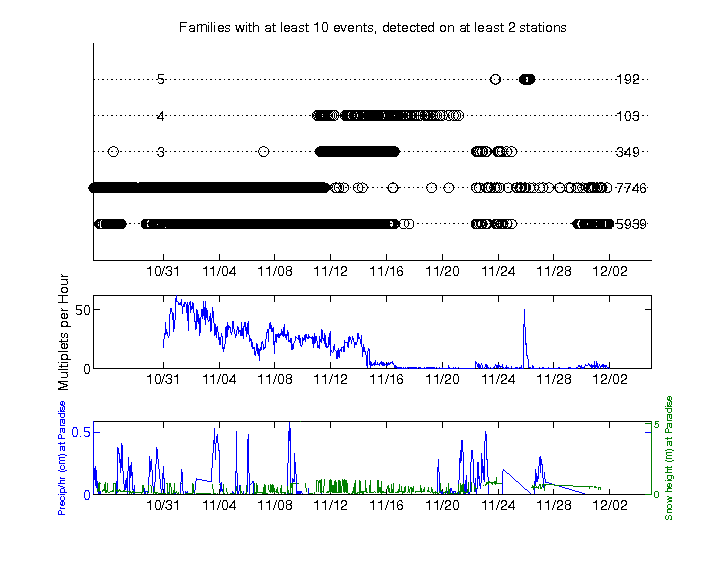 Families with at least 10 events, detected on at least 2 stations
5 192
4 103
3 349
7746
5939
10/31 11/04 11/08 11/12 11/16 11/20 11/24 11/28 12/02
Multiplets per Hour
50
0
10/31 11/04 11/08 11/12 11/16 11/20 11/24 11/28 12/02
Precip/hr (cm) at Paradise
0.5
0
5
0
Snow height (m) at Paradise
10/31 11/04 11/08 11/12 11/16 11/20 11/24 11/28 12/02